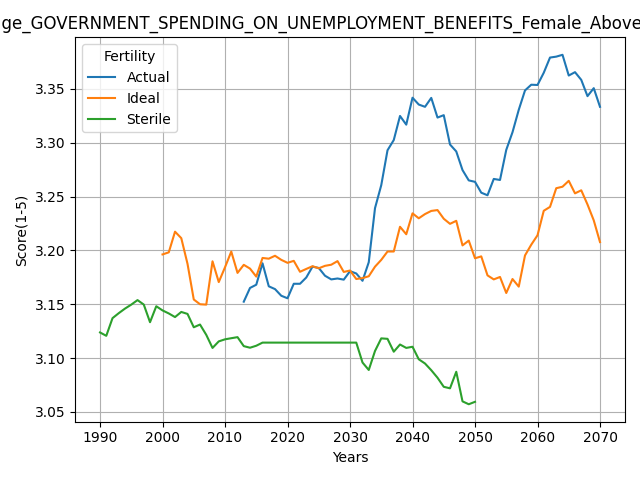 ge_GOVERNMENT_SPENDING_ON_UNEMPLOYMENT_BENEFITS_Female_Above
Fertility
Actual
Ideal
Sterile
Score(1-5)
3.35
3.30
3.25
3.20
3.15
3.10
3.05
1990 2000 2010 2020 2030 2040 2050 2060 2070
Years